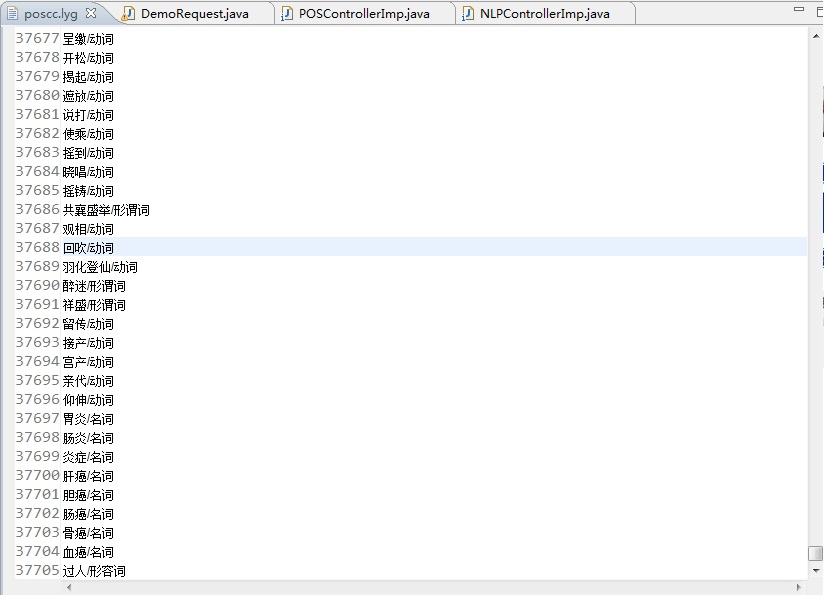 poscc.lyg DemoRequest.java POSControllerImp.java NLPControllerImp.java
37677 呈缴/动词
37678 开松/动词
37679 揭起/动词
37680 遮放/动词
37681 说打/动词
37682 使乘/动词
37683 摇到/动词
37684 晓唱/动词
37685 摇铸/动词
37686 共襄盛举/形谓词
37687 观相/动词
37688 回吹/动词
37689 羽化登仙/动词
37690 醉迷/形谓词
37691 祥盛/形谓词
37692 留传/动词
37693 接产/动词
37694 宫产/动词
37695 亲代/动词
37696 仰伸/动词
37697 胃炎/名词
37698 肠炎/名词
37699 炎症/名词
37700 肝癌/名词
37701 胆癌/名词
37702 肠癌/名词
37703 骨癌/名词
37704 血癌/名词
37705 过人/形容词